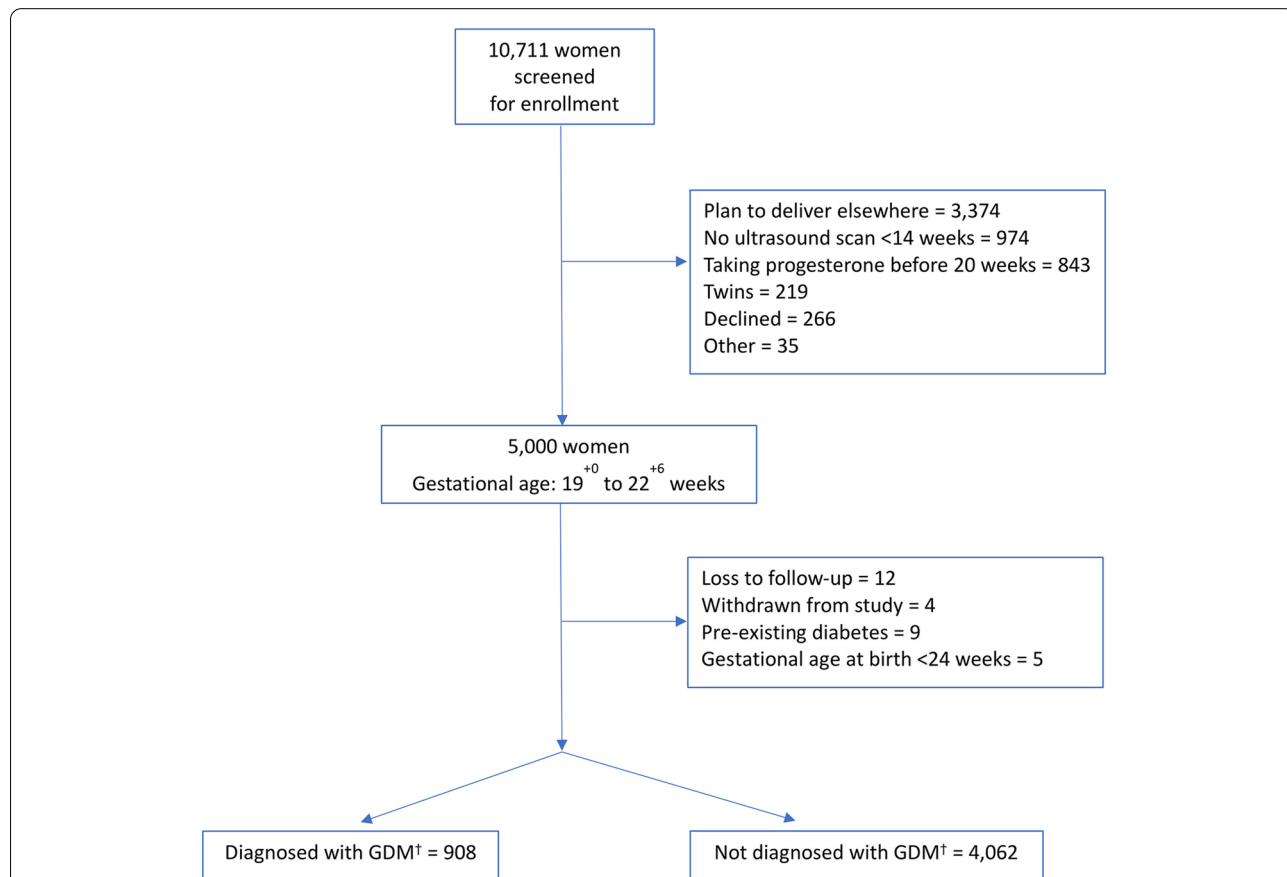 10,711 women
screened
for enrollment
Plan to deliver elsewhere = 3,374
No ultrasound scan <14 weeks = 974
Taking progesterone before 20 weeks = 843
Twins = 219
Declined = 266
Other = 35
5,000 women
Gestational age: 19⁺⁰ to 22⁺⁶ weeks
Loss to follow-up = 12
Withdrawn from study = 4
Pre-existing diabetes = 9
Gestational age at birth <24 weeks = 5
Diagnosed with GDM† = 908
Not diagnosed with GDM† = 4,062